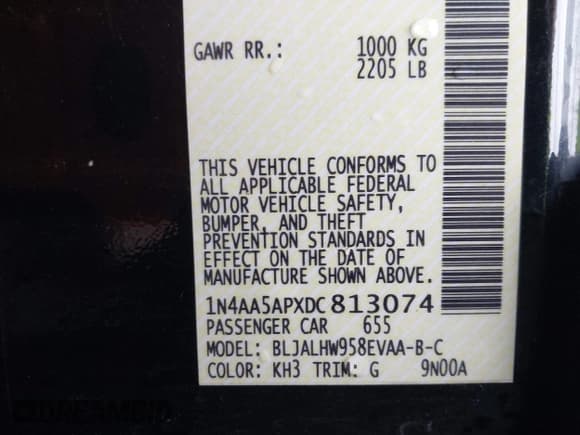 GAWR RR.: 1000 KG
2205 LB
THIS VEHICLE CONFORMS TO
ALL APPLICABLE FEDERAL
MOTOR VEHICLE SAFETY,
BUMPER, AND THEFT
PREVENTION STANDARDS IN
EFFECT ON THE DATE OF
MANUFACTURE SHOWN ABOVE.
1N4AA5APXDC813074
PASSENGER CAR 655
MODEL: BLJALHW958EVAA-B-C
COLOR: KH3 TRIM: G 9N00A
DREAMBID